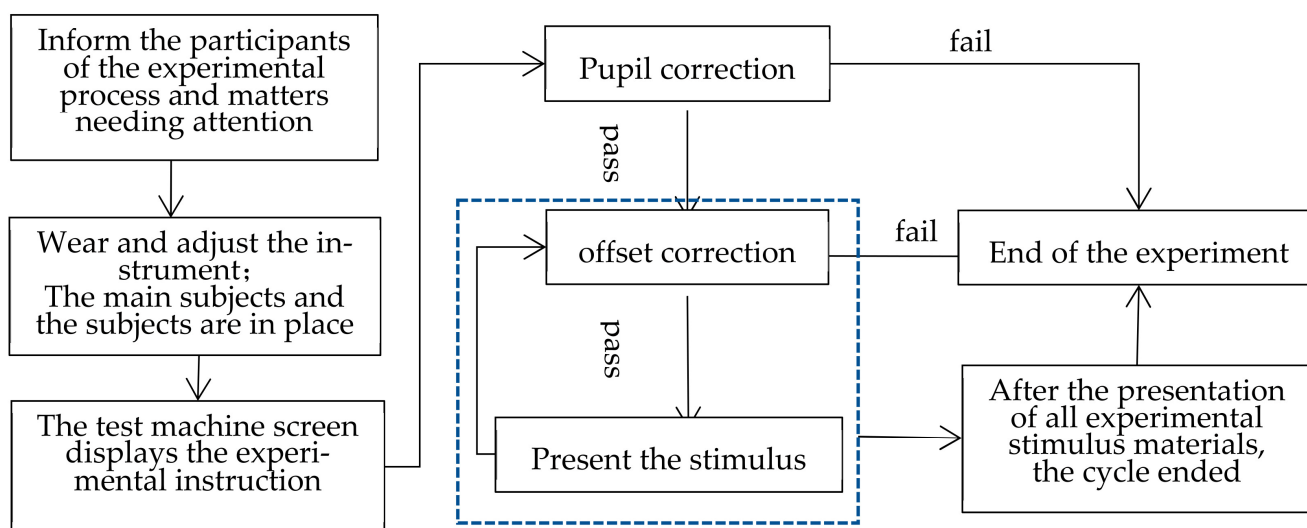 Inform the participants
of the experimental
process and matters
needing attention
Wear and adjust the in-
strument;
The main subjects and
the subjects are in place
The test machine screen
displays the experi-
mental instruction
Pupil correction
fail
pass
offset correction
fail
pass
Present the stimulus
End of the experiment
After the presentation
of all experimental
stimulus materials,
the cycle ended